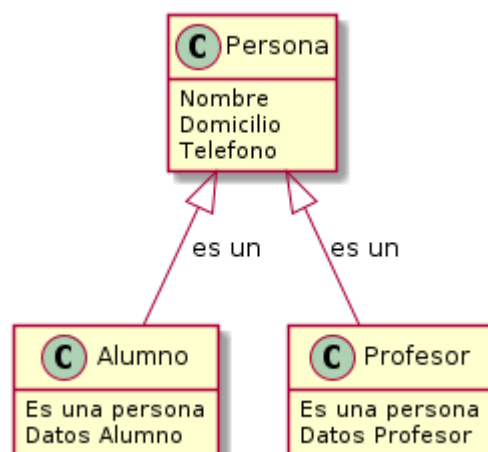 C Persona
Nombre
Domicilio
Telefono
es un
es un
C Alumno
Es una persona
Datos Alumno
C Profesor
Es una persona
Datos Profesor